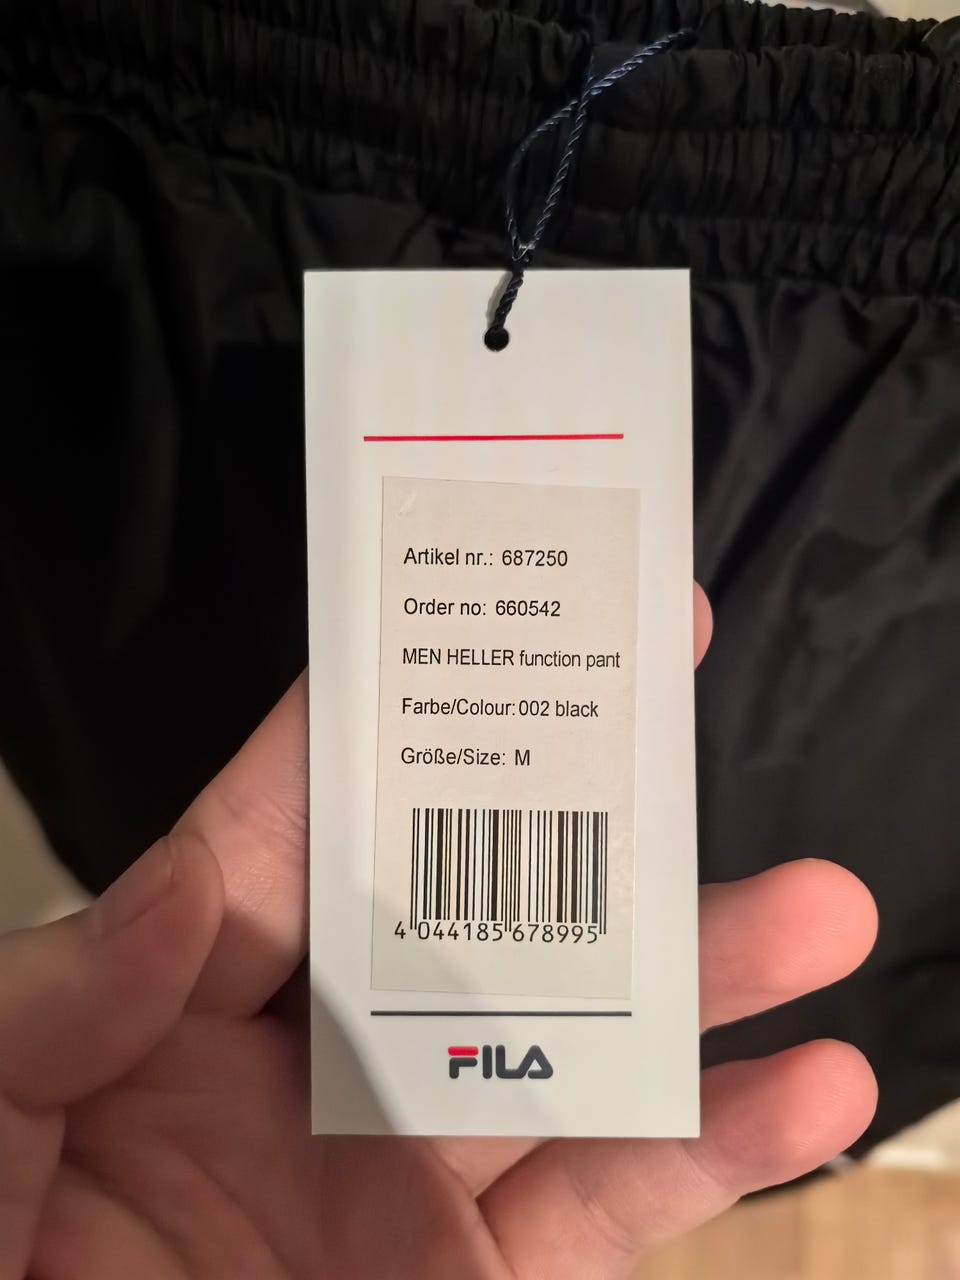 Artikel nr.: 687250
Order no: 660542
MEN HELLER function pant
Farbe/Colour: 002 black
Größe/Size: M
4 044185 678995
FILA